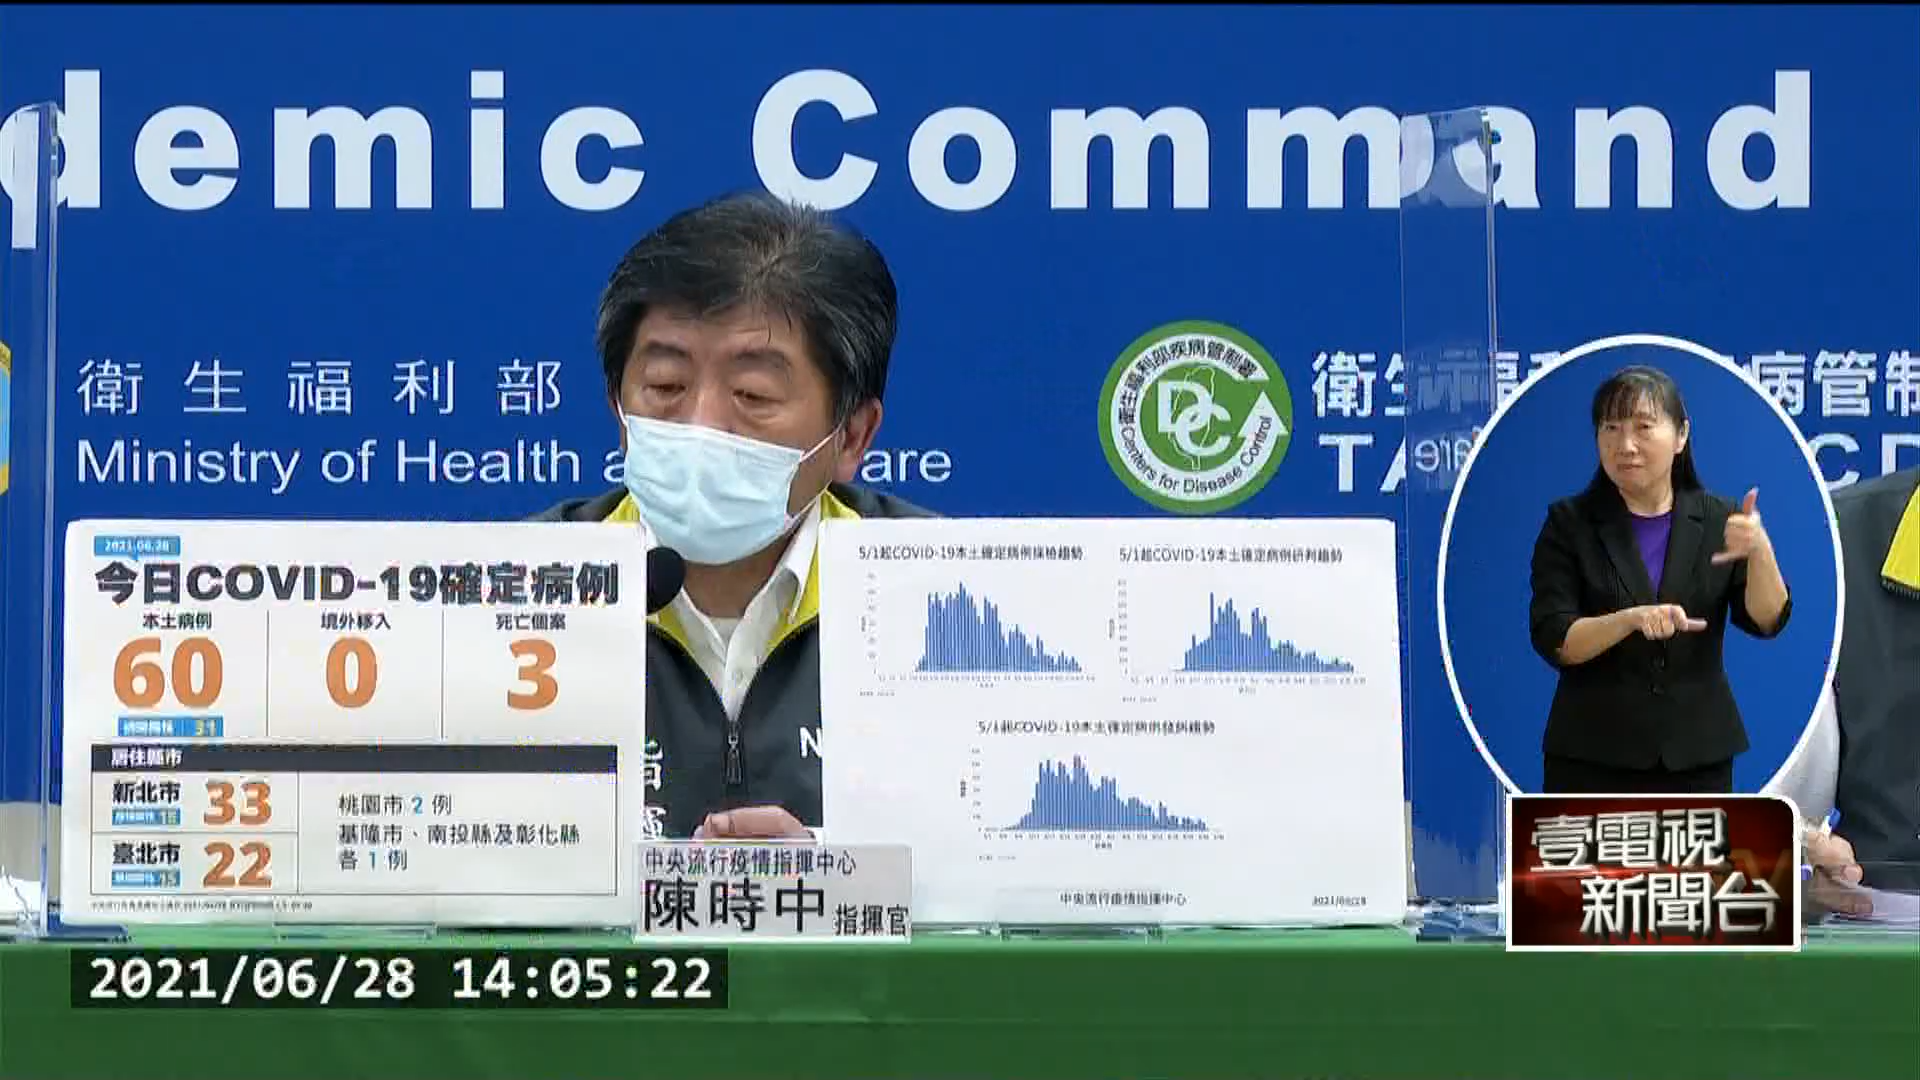 demic Command
衛生福利部
Ministry of Health a are
衛生福利部疾病管制署
Centers for Disease Control
CDC
衛生福 病管制
TA CD
2021.06.28
今日COVID-19確定病例
本土病例
境外移入
死亡個案
60
0
3
居住縣市
新北市 33
臺北市 22
桃園市 2 例
基隆市、南投縣及彰化縣
各 1 例
5/1起COVID-19本土確定病例採檢趨勢
5/1起COVID-19本土確定病例研判趨勢
5/1起COVID-19本土確定病例發病趨勢
中央流行疫情指揮中心
2021/06/28
中央流行疫情指揮中心
陳時中 指揮官
壹電視
新聞台
2021/06/28 14:05:22